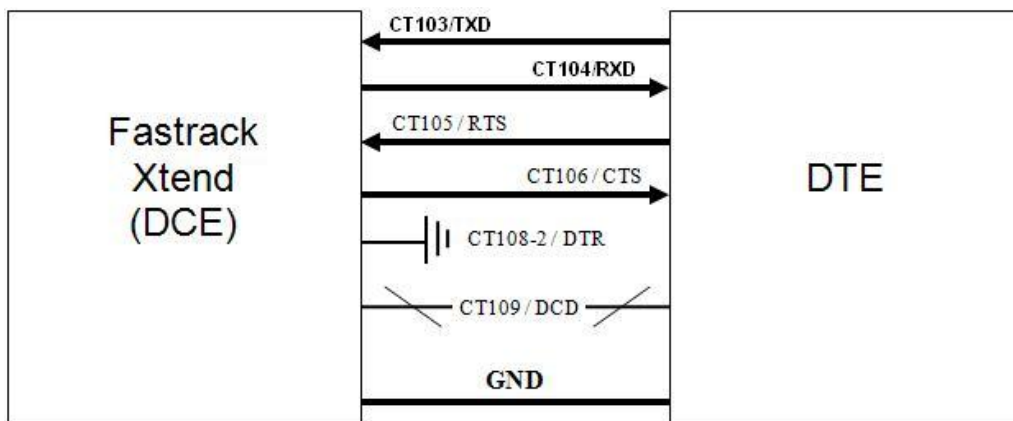 CT103/TXD
CT104/RXD
CT105 / RTS
CT106 / CTS
CT108-2 / DTR
CT109 / DCD
GND
Fastrack
Xtend
(DCE)
DTE